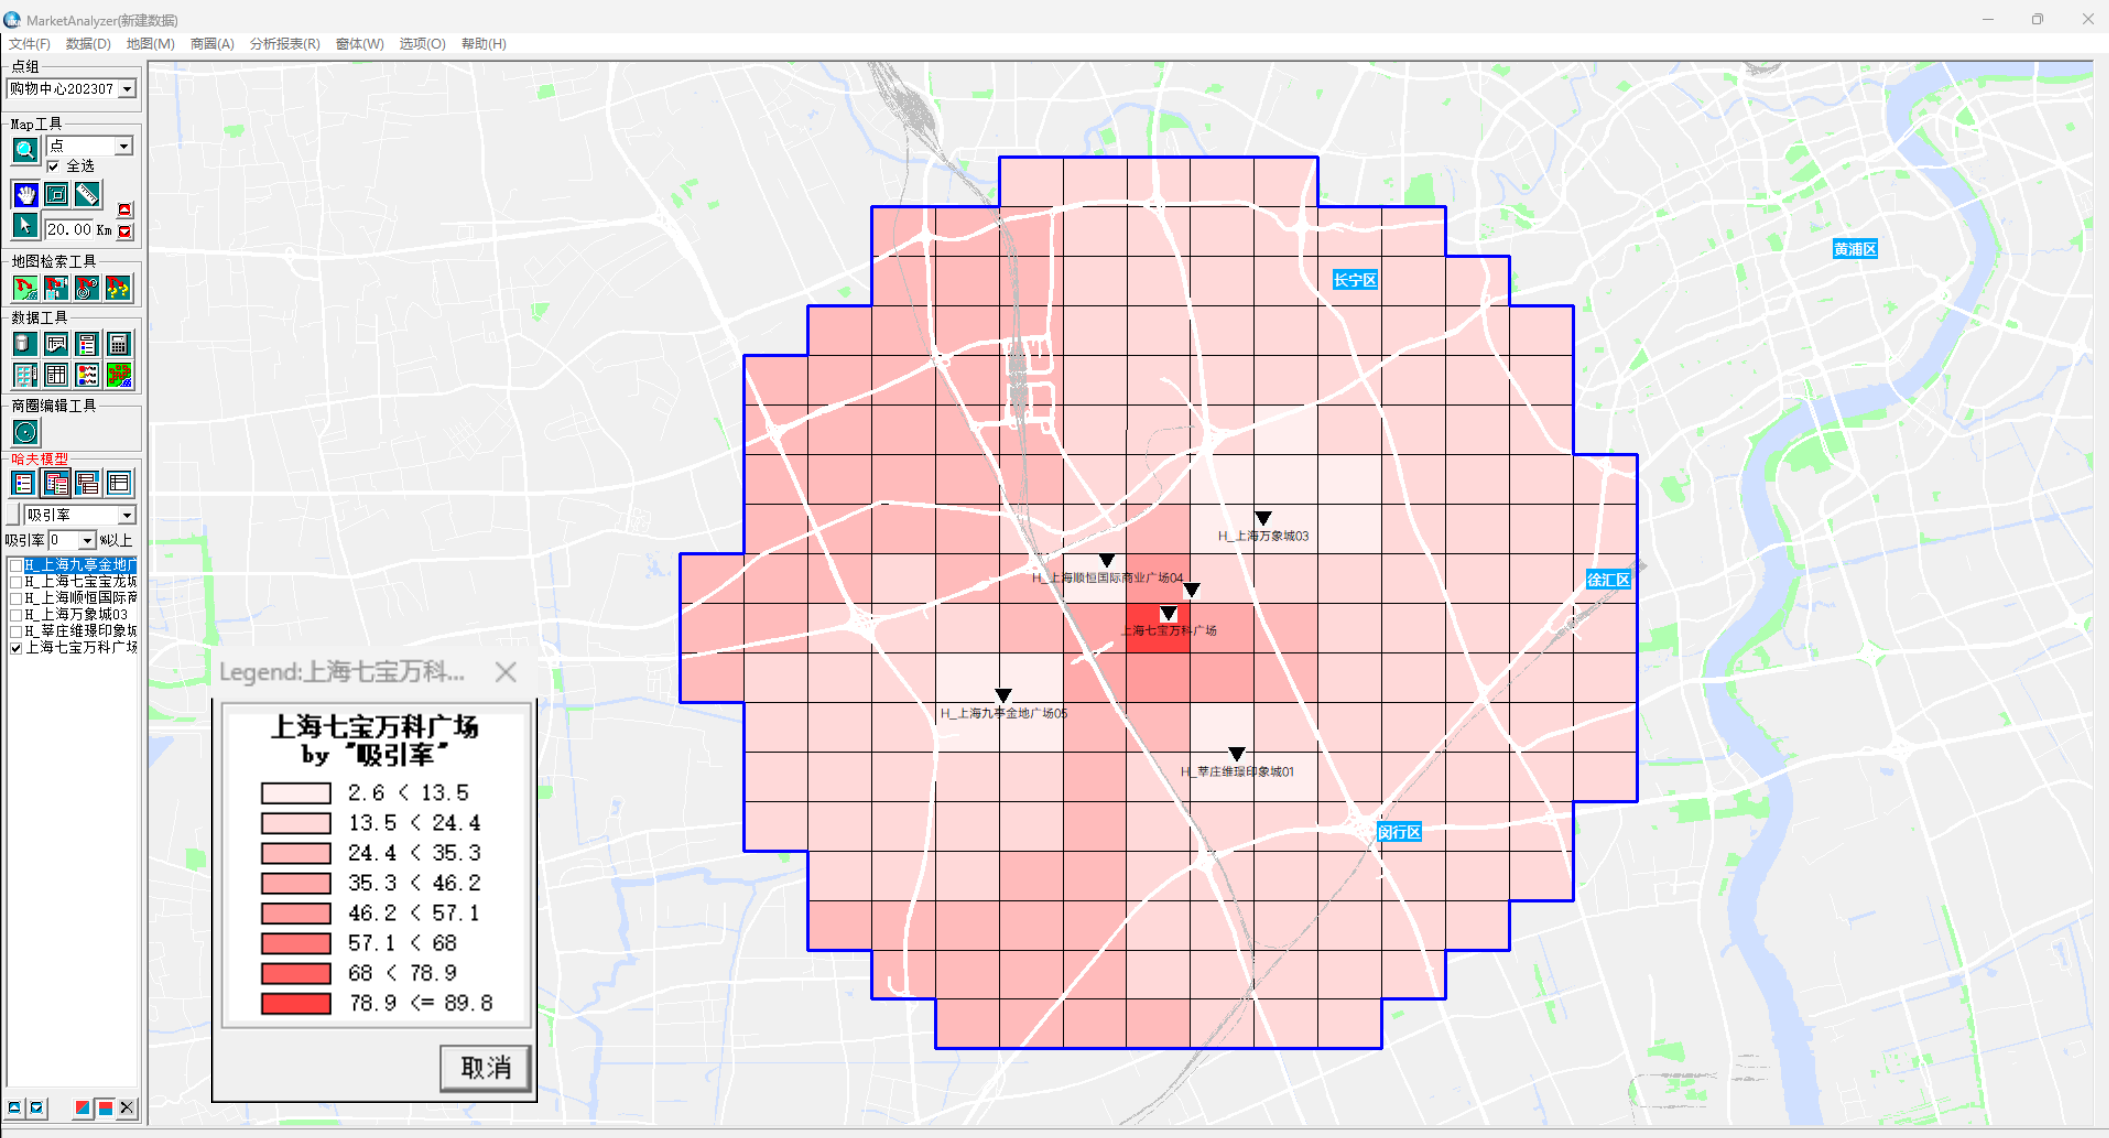 MarketAnalyzer(新建数据)
文件(F) 数据(D) 地图(M) 商圈(A) 分析报表(R) 窗体(W) 选项(O) 帮助(H)
点组
购物中心202307
Map工具
点
全选
20.00 Km
地图检索工具
数据工具
商圈编辑工具
哈夫模型
吸引率
吸引率 0 %以上
H_上海九亭金地广
H_上海七宝宝龙城
H_上海顺恒国际商
H_上海万象城03
H_莘庄维璟印象城
上海七宝万科广场
Legend:上海七宝万科...
上海七宝万科广场
by "吸引率"
2.6 < 13.5
13.5 < 24.4
24.4 < 35.3
35.3 < 46.2
46.2 < 57.1
57.1 < 68
68 < 78.9
78.9 <= 89.8
取消
黄浦区
长宁区
H_上海万象城03
H_上海顺恒国际商业广场04
徐汇区
上海七宝万科广场
H_上海九亭金地广场05
H_莘庄维璟印象城01
闵行区